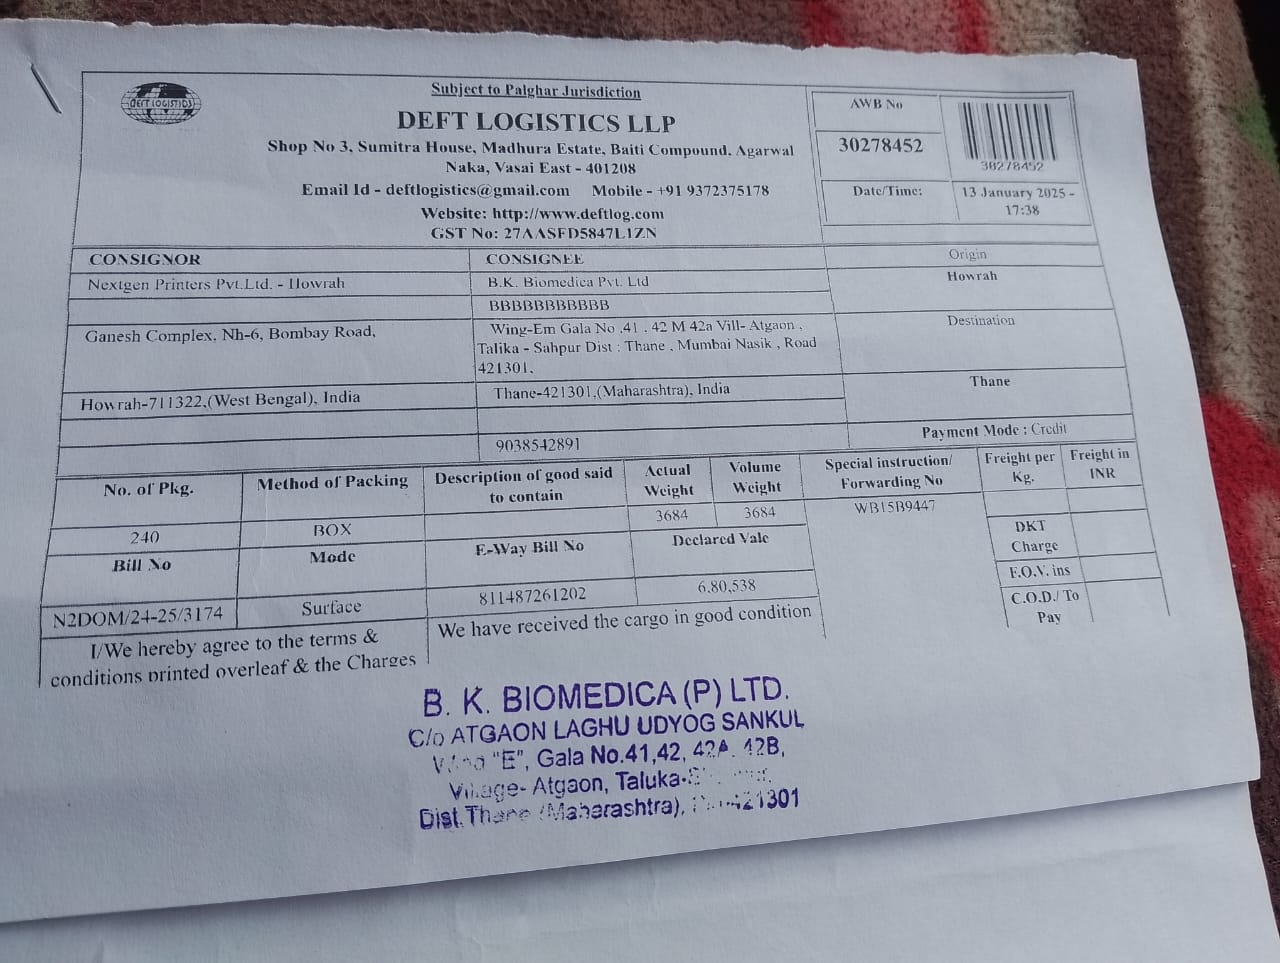 DEFT LOGISTICS
Subject to Palghar Jurisdiction
DEFT LOGISTICS LLP
Shop No 3, Sumitra House, Madhura Estate, Baiti Compound, Agarwal
Naka, Vasai East - 401208
Email Id - deftlogistics@gmail.com Mobile - +91 9372375178
Website: http://www.deftlog.com
GST No: 27AASFD5847L1ZN
AWB No
30278452
30278452
Date/Time:
13 January 2025 -
17:38
CONSIGNOR
Nextgen Printers Pvt.Ltd. - Howrah
Ganesh Complex, Nh-6, Bombay Road,
Howrah-711322,(West Bengal), India
CONSIGNEE
B.K. Biomedica Pvt. Ltd
BBBBBBBBBBB
Wing-Em Gala No .41 . 42 M 42a Vill- Atgaon ,
Talika - Sahpur Dist : Thane , Mumbai Nasik , Road
421301,
Thane-421301,(Maharashtra), India
9038542891
Origin
Howrah
Destination
Thane
Payment Mode : Credit
No. of Pkg.
240
Method of Packing
BOX
Description of good said
to contain
Actual
Weight
3684
Volume
Weight
3684
Special instruction/
Forwarding No
WB15B9447
Freight per
Kg.
Freight in
INR
DKT
Charge
F.O.V. ins
C.O.D./ To
Pay
Bill No
N2DOM/24-25/3174
Mode
Surface
E-Way Bill No
811487261202
Declared Vale
6,80,538
I/We hereby agree to the terms &
conditions printed overleaf & the Charges
We have received the cargo in good condition
B. K. BIOMEDICA (P) LTD.
C/o ATGAON LAGHU UDYOG SANKUL
"E", Gala No.41,42, 42A, 42B,
Village- Atgaon, Taluka-
Dist.Thane (Maharashtra), 421301